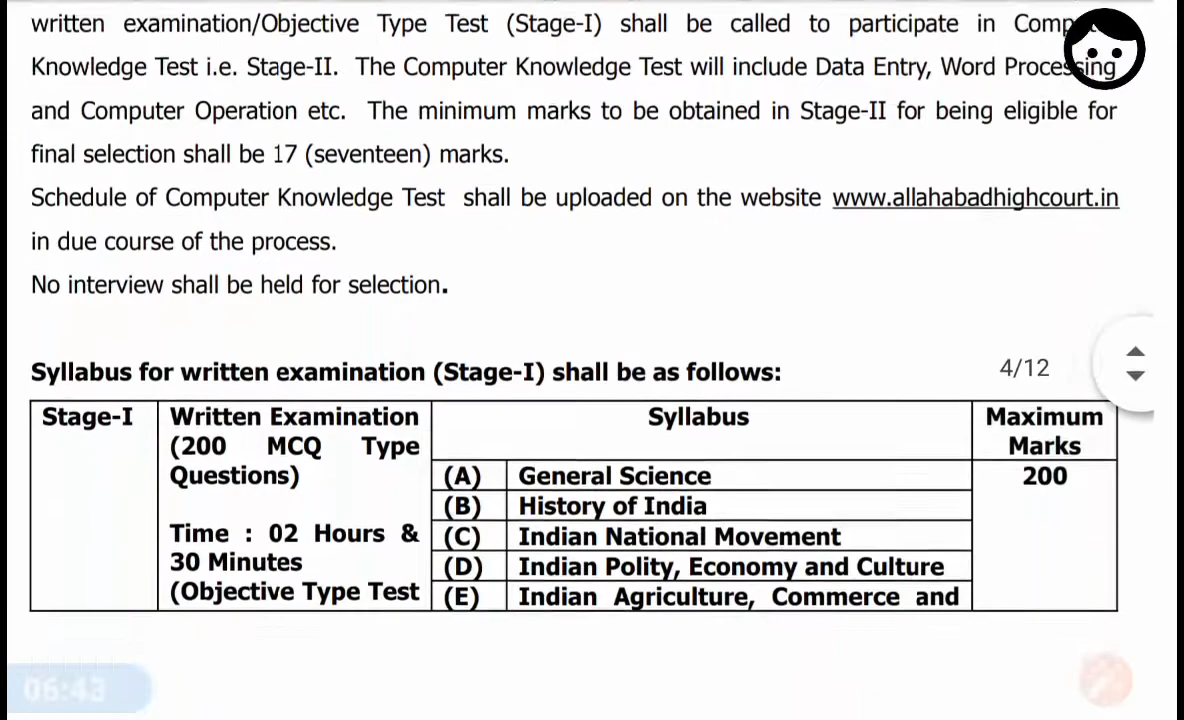 written examination/Objective Type Test (Stage-I) shall be called to participate in
Knowledge Test i.e. Stage-II. The Computer Knowledge Test will include Data Entry, Word Processing
and Computer Operation etc. The minimum marks to be obtained in Stage-II for being eligible for
final selection shall be 17 (seventeen) marks.
Schedule of Computer Knowledge Test shall be uploaded on the website www.allahabadhighcourt.in
in due course of the process.
No interview shall be held for selection.
Syllabus for written examination (Stage-I) shall be as follows:
4/12
Stage-I Written Examination Syllabus Maximum
(200 MCQ Type Marks
Questions) (A) General Science 200
(B) History of India
Time : 02 Hours & (C) Indian National Movement
30 Minutes (D) Indian Polity, Economy and Culture
(Objective Type Test (E) Indian Agriculture, Commerce and
06:43